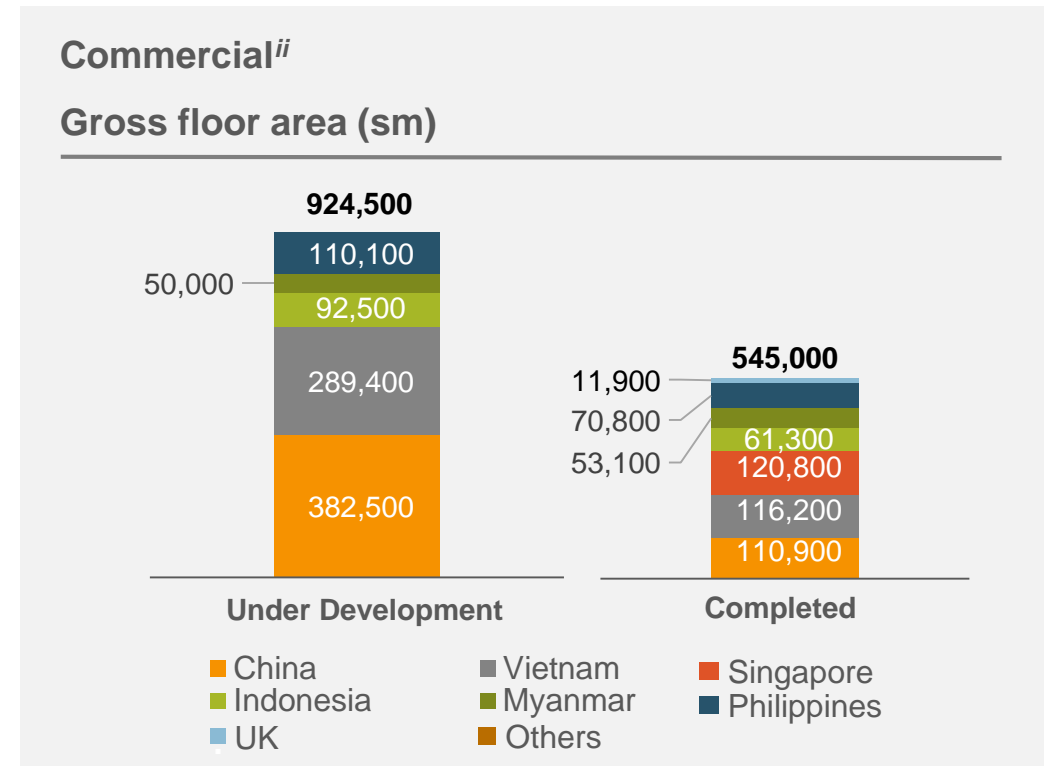 Commercialii
Gross floor area (sm)
924,500
110,100
50,000
92,500
289,400
382,500
Under Development
545,000
11,900
70,800
53,100
61,300
120,800
116,200
110,900
Completed
China Vietnam Singapore
Indonesia Myanmar Philippines
UK Others